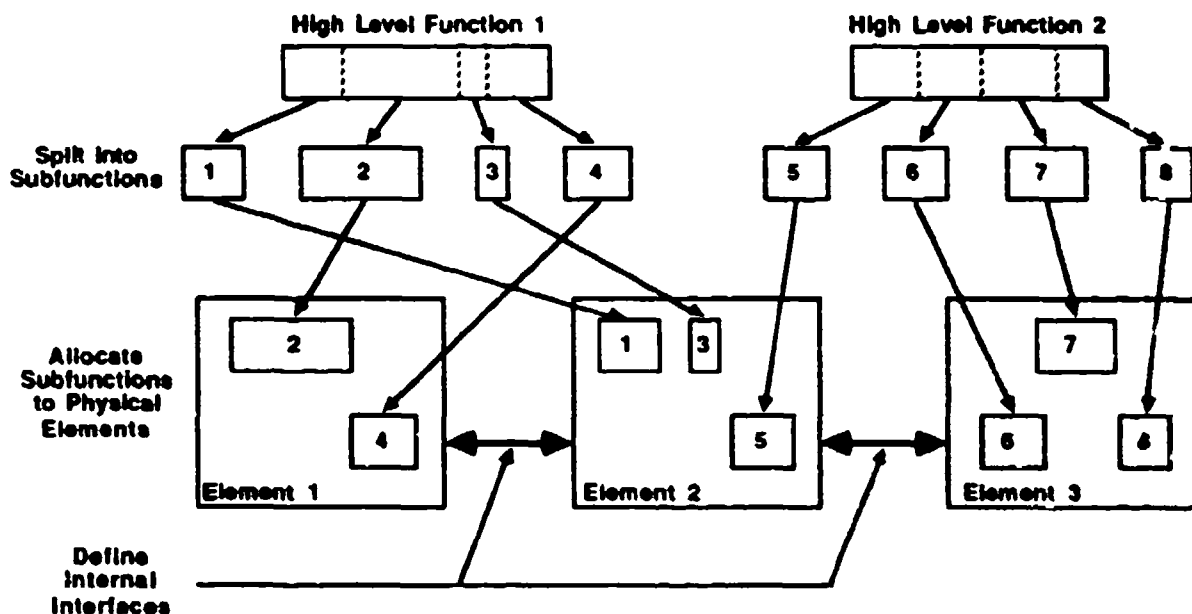 High Level Function 1
High Level Function 2
Split into
Subfunctions
1
2
3
4
5
6
7
8
Allocate
Subfunctions
to Physical
Elements
2
4
Element 1
1
3
5
Element 2
7
6
8
Element 3
Define
Internal
Interfaces